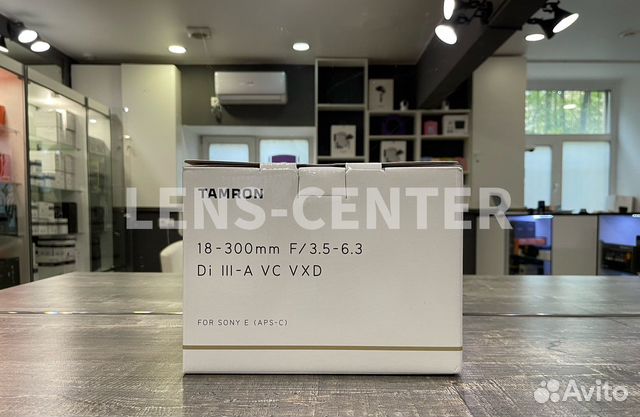 TAMRON
LENS-CENTER
18-300mm F/3.5-6.3
Di III-A VC VXD
FOR SONY E (APS-C)
Avito